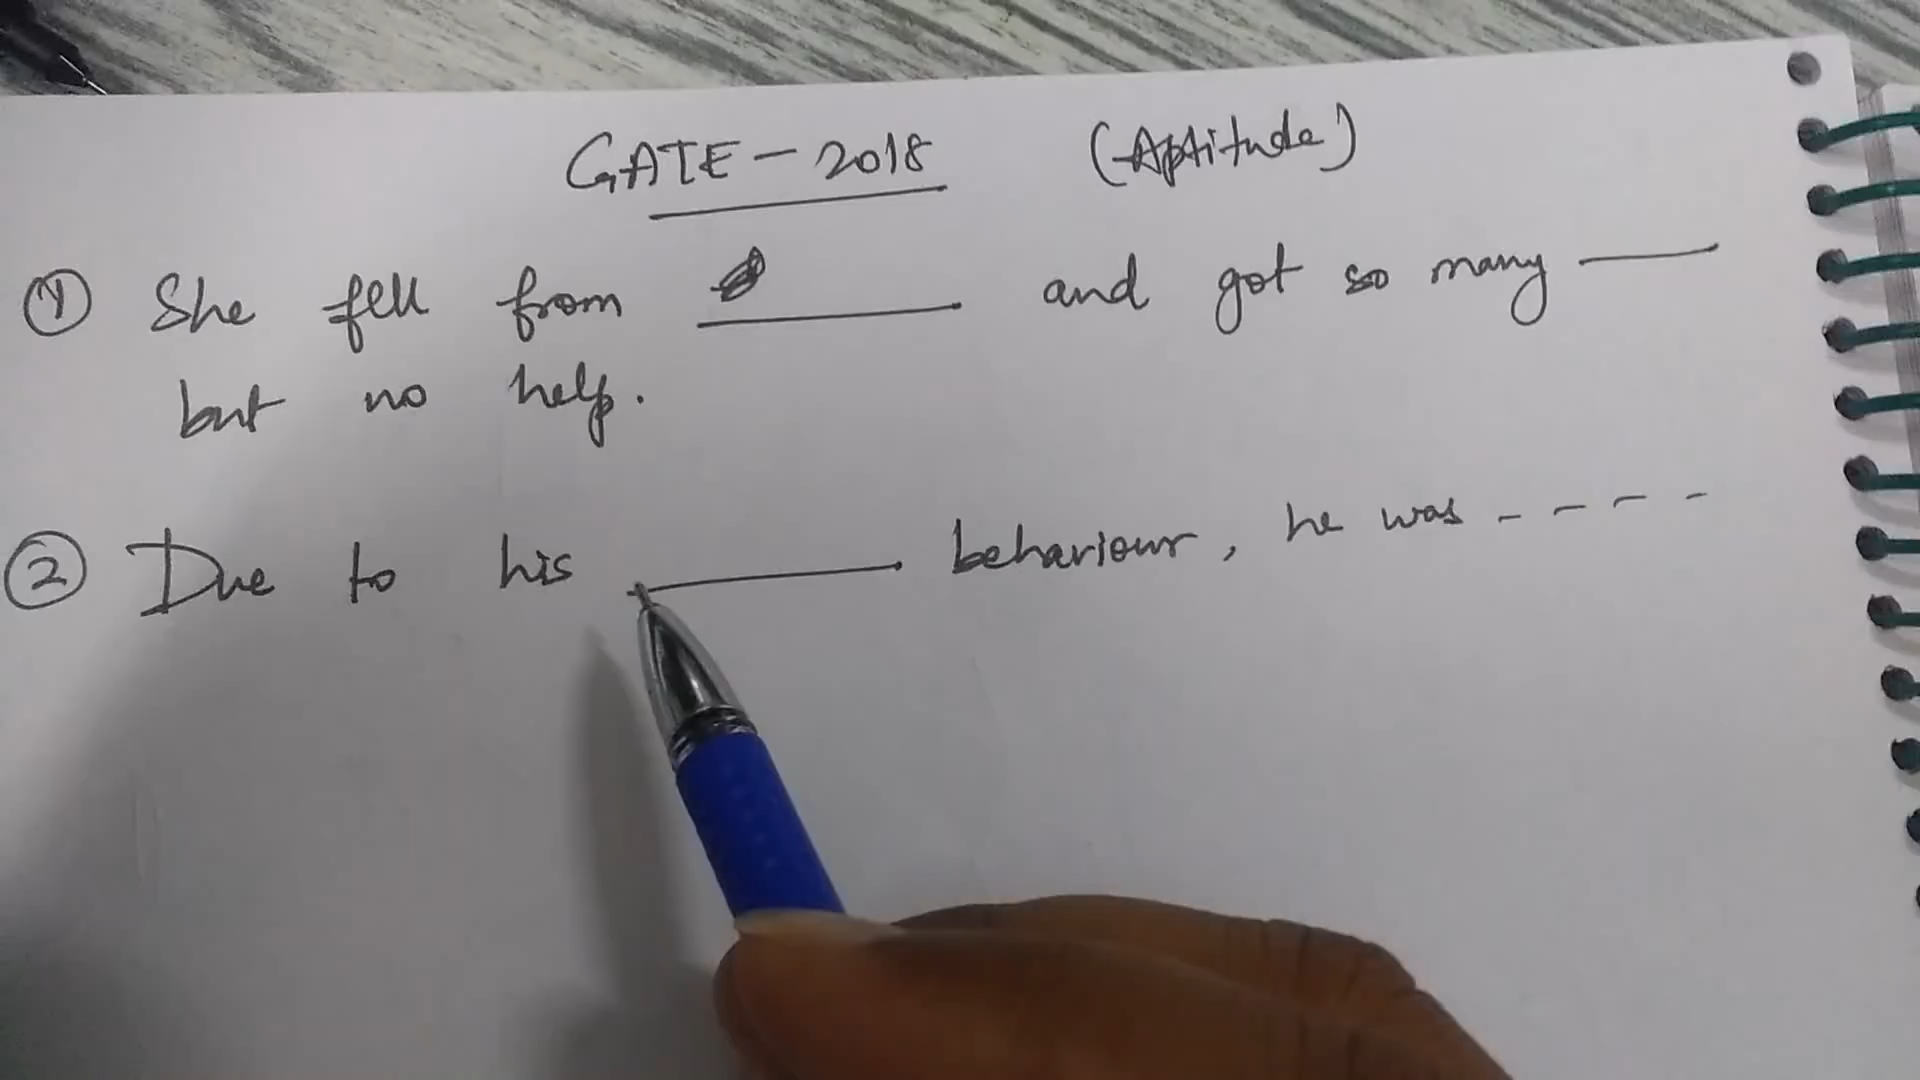 GATE - 2018 (Aptitude)
① She fell from ______ and got so many ______
but no help.
② Due to his ______ behaviour, he was - - - -